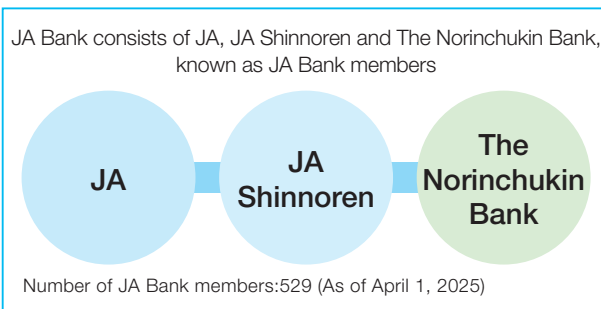 JA Bank consists of JA, JA Shinnoren and The Norinchukin Bank,
known as JA Bank members
JA
JA
Shinnoren
The
Norinchukin
Bank
Number of JA Bank members:529 (As of April 1, 2025)